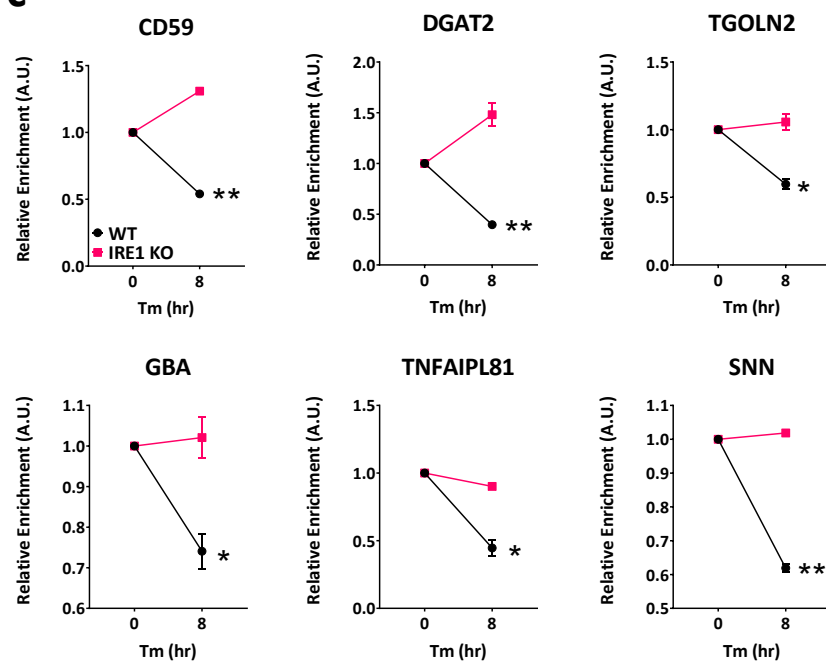 CD59
DGAT2
TGOLN2
Relative Enrichment (A.U.)
1.5
1.0
0.5
0.0
WT
IRE1 KO
**
0 8
Tm (hr)
Relative Enrichment (A.U.)
2.0
1.5
1.0
0.5
0.0
**
0 8
Tm (hr)
Relative Enrichment (A.U.)
1.5
1.0
0.5
0.0
*
0 8
Tm (hr)
GBA
TNFAIPL81
SNN
Relative Enrichment (A.U.)
1.1
1.0
0.9
0.8
0.7
0.6
*
0 8
Tm (hr)
Relative Enrichment (A.U.)
1.5
1.0
0.5
0.0
*
0 8
Tm (hr)
Relative Enrichment (A.U.)
1.1
1.0
0.9
0.8
0.7
0.6
0.5
**
0 8
Tm (hr)